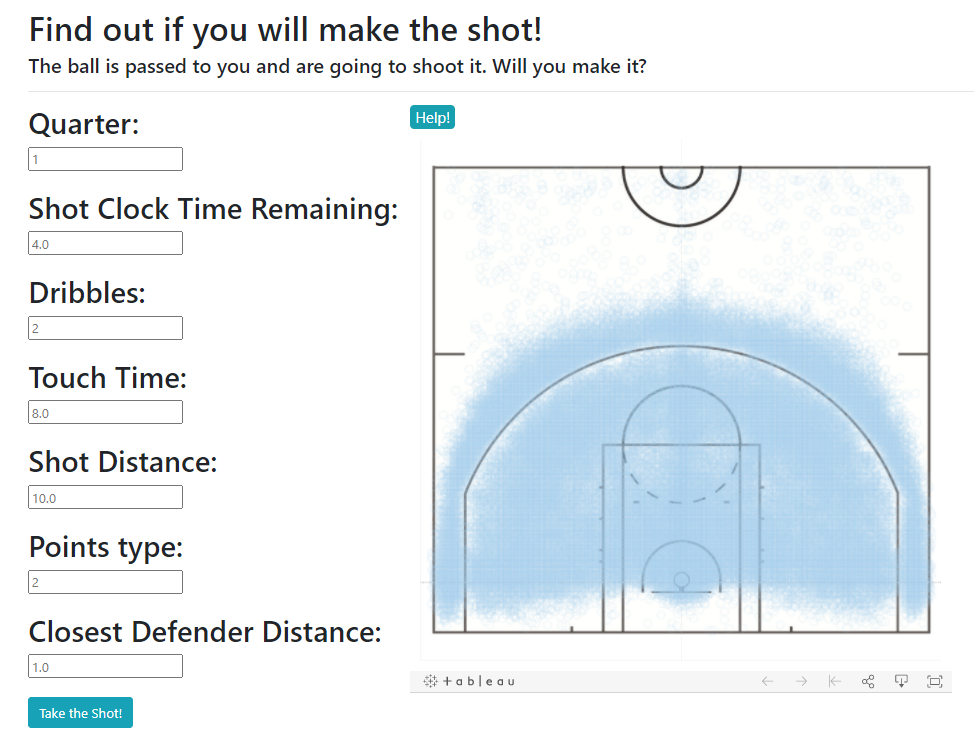 Find out if you will make the shot!
The ball is passed to you and are going to shoot it. Will you make it?
Quarter:
1
Shot Clock Time Remaining:
4.0
Dribbles:
2
Touch Time:
8.0
Shot Distance:
10.0
Points type:
2
Closest Defender Distance:
1.0
Take the Shot!
Help!
+ableau